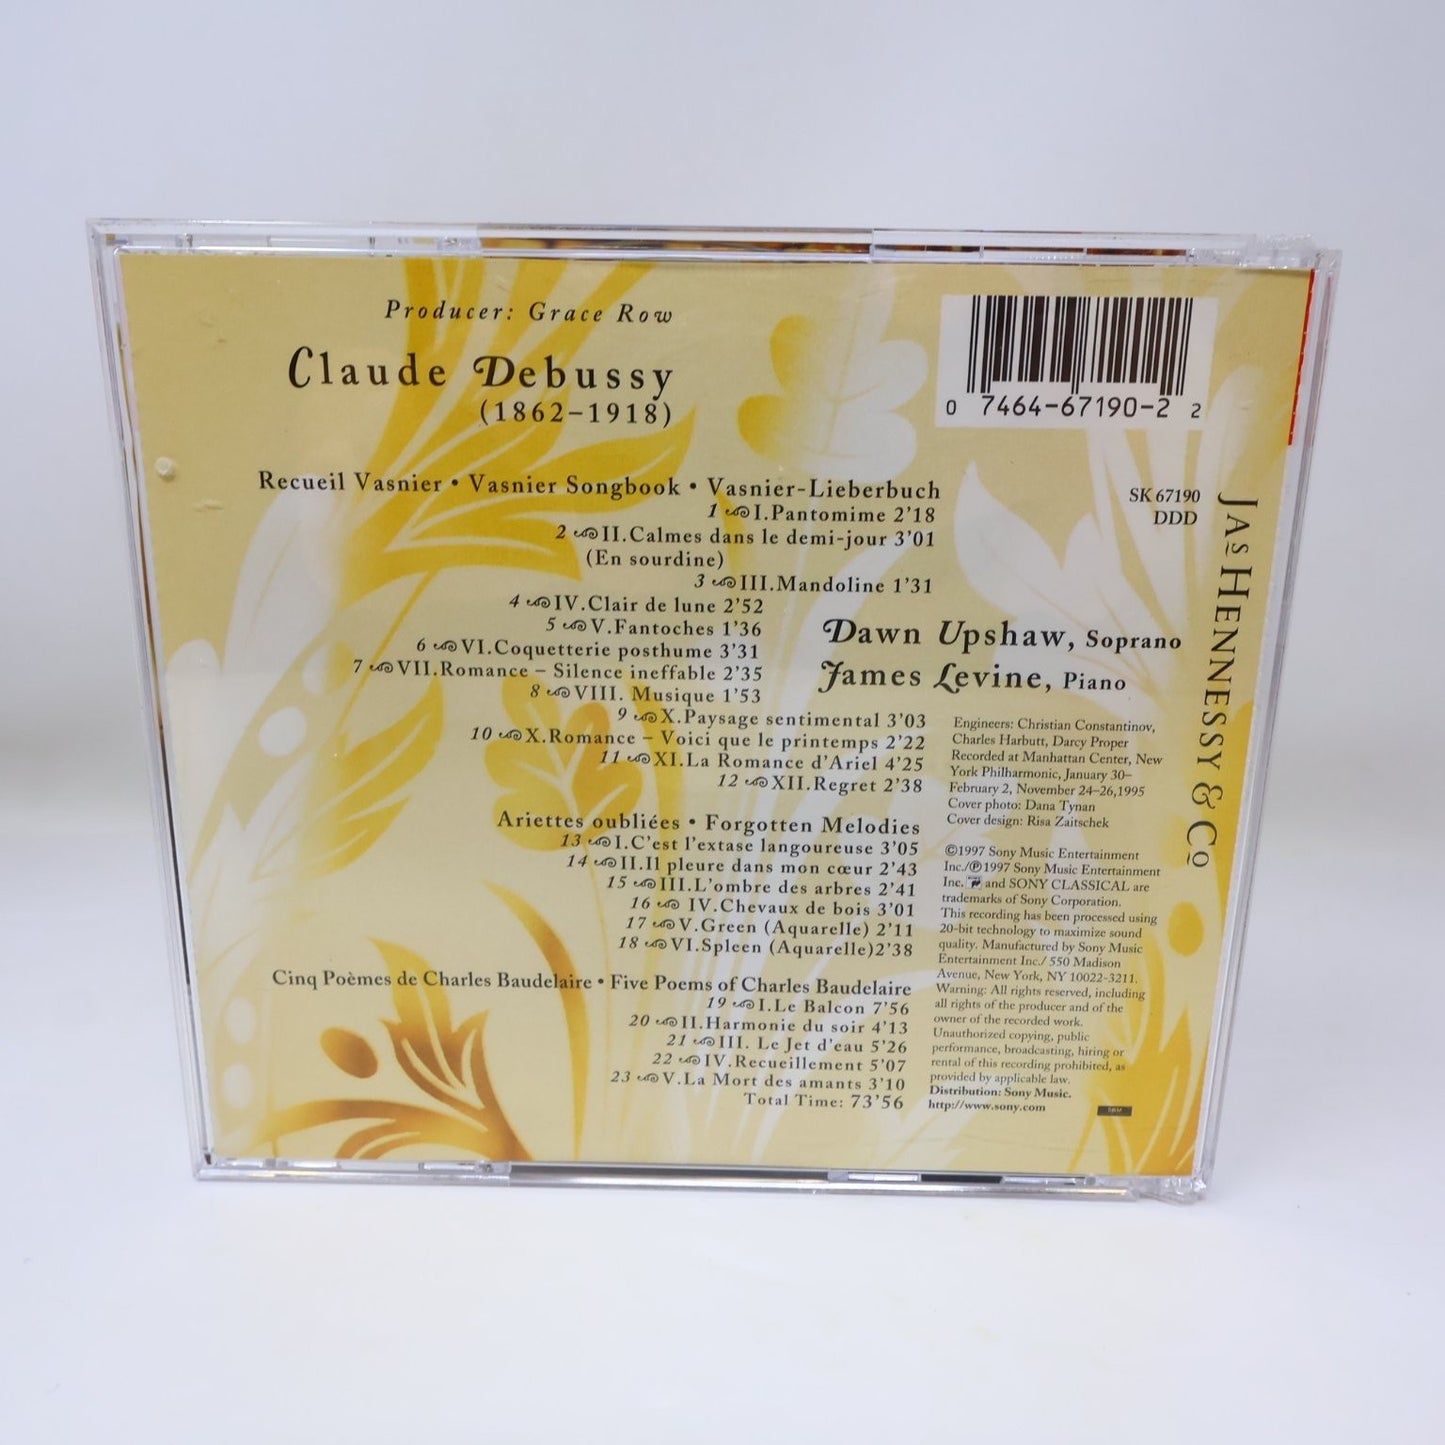 Producer: Grace Row
Claude Debussy
(1862–1918)
Recueil Vasnier • Vasnier Songbook • Vasnier-Lieberbuch
1 I.Pantomime 2'18
2 II.Calmes dans le demi-jour 3'01
(En sourdine)
3 III.Mandoline 1'31
4 IV.Clair de lune 2'52
5 V.Fantoches 1'36
6 VI.Coquetterie posthume 3'31
7 VII.Romance – Silence ineffable 2'35
8 VIII. Musique 1'53
9 X.Paysage sentimental 3'03
10 X.Romance – Voici que le printemps 2'22
11 XI.La Romance d'Ariel 4'25
12 XII.Regret 2'38
Ariettes oubliées • Forgotten Melodies
13 I.C'est l'extase langoureuse 3'05
14 II.Il pleure dans mon cœur 2'43
15 III.L'ombre des arbres 2'41
16 IV.Chevaux de bois 3'01
17 V.Green (Aquarelle) 2'11
18 VI.Spleen (Aquarelle)2'38
Cinq Poèmes de Charles Baudelaire • Five Poems of Charles Baudelaire
19 I.Le Balcon 7'56
20 II.Harmonie du soir 4'13
21 III. Le Jet d'eau 5'26
22 IV.Recueillement 5'07
23 V.La Mort des amants 3'10
Total Time: 73'56
0 7464-67190-2 2
SK 67190
DDD
Dawn Upshaw, Soprano
James Levine, Piano
Engineers: Christian Constantinov,
Charles Harbutt, Darcy Proper
Recorded at Manhattan Center, New
York Philharmonic, January 30–
February 2, November 24–26,1995
Cover photo: Dana Tynan
Cover design: Risa Zaitschek
©1997 Sony Music Entertainment
Inc./℗1997 Sony Music Entertainment
Inc. and SONY CLASSICAL are
trademarks of Sony Corporation.
This recording has been processed using
20-bit technology to maximize sound
quality. Manufactured by Sony Music
Entertainment Inc./ 550 Madison
Avenue, New York, NY 10022-3211.
Warning: All rights reserved, including
all rights of the producer and of the
owner of the recorded work.
Unauthorized copying, public
performance, broadcasting, hiring or
rental of this recording prohibited, as
provided by applicable law.
Distribution: Sony Music.
http://www.sony.com
JAS HENNESSY & CO